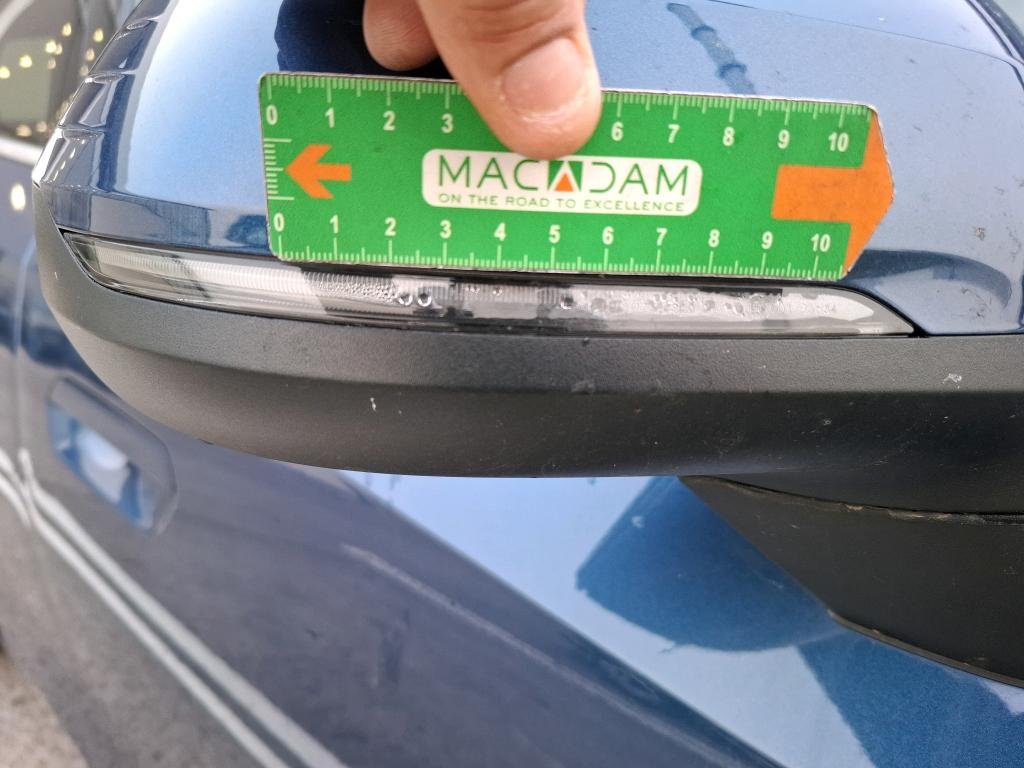 0 1 2 3 6 7 8 9 10
MACADAM
ON THE ROAD TO EXCELLENCE
0 1 2 3 4 5 6 7 8 9 10